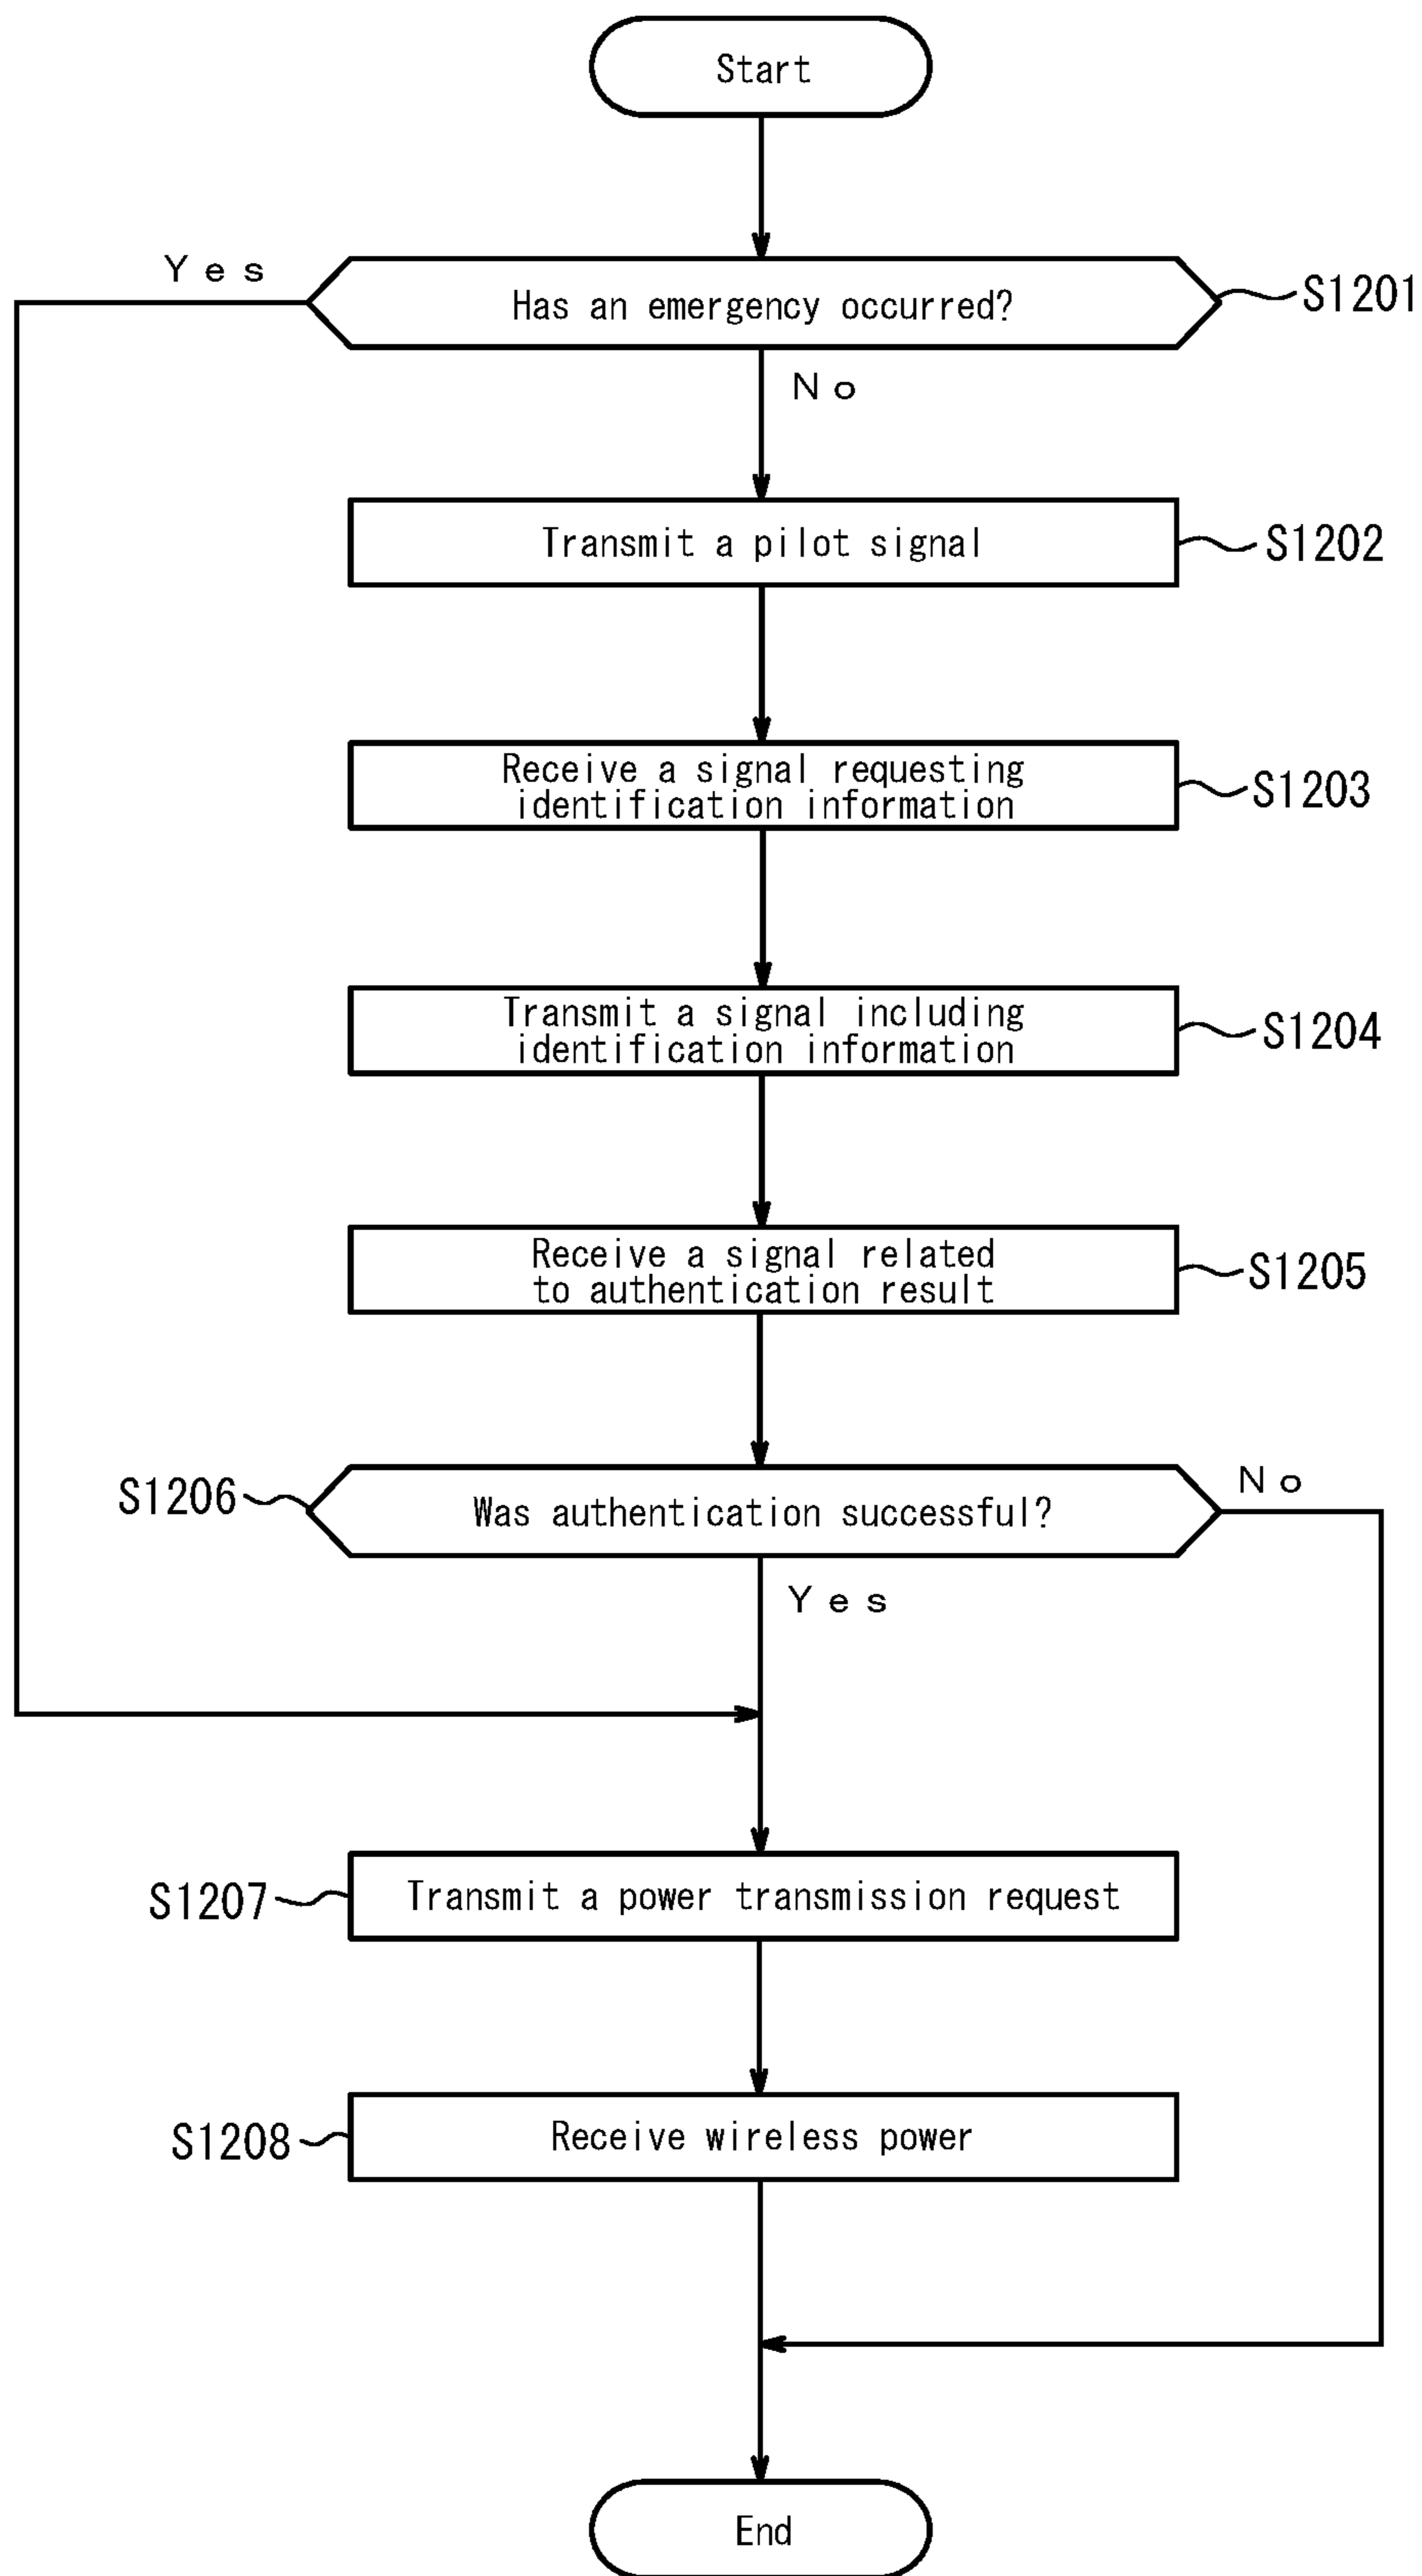 Start
Yes
Has an emergency occurred?
S1201
No
Transmit a pilot signal
S1202
Receive a signal requesting
identification information
S1203
Transmit a signal including
identification information
S1204
Receive a signal related
to authentication result
S1205
S1206
Was authentication successful?
No
Yes
S1207
Transmit a power transmission request
S1208
Receive wireless power
End